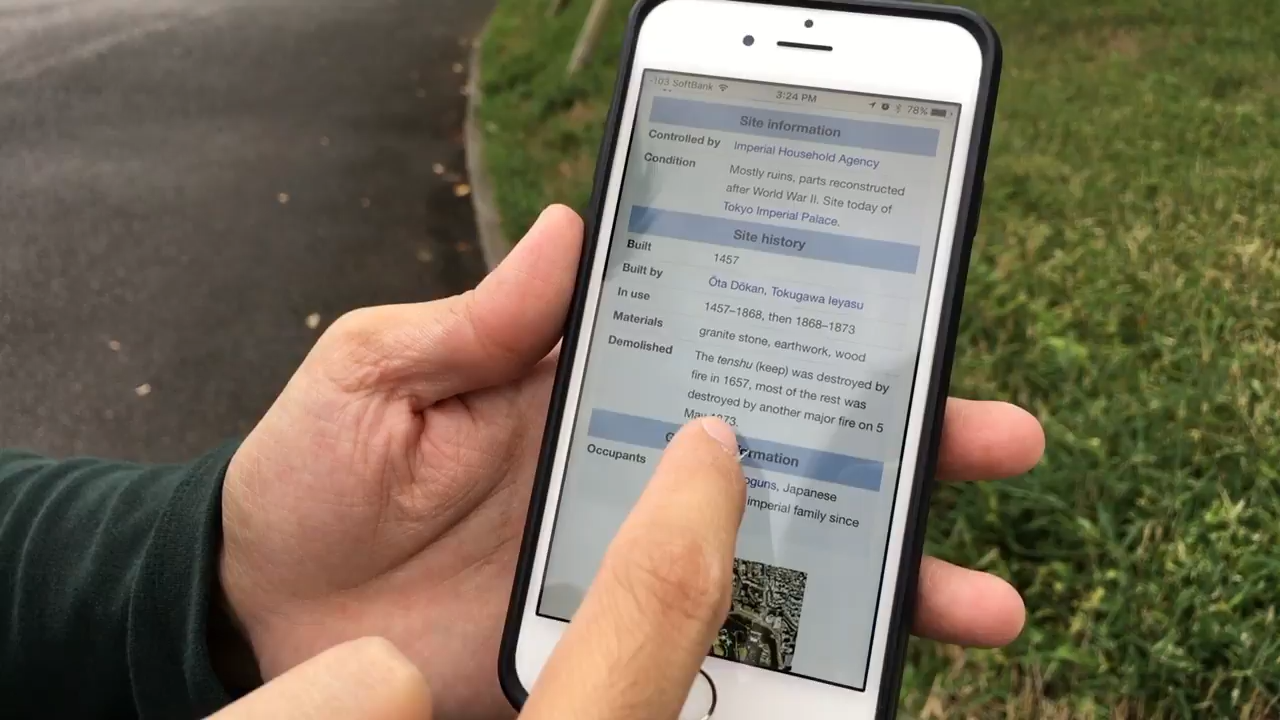 -103 SoftBank 3:24 PM 78%
Site information
Controlled by Imperial Household Agency
Condition Mostly ruins, parts reconstructed
after World War II. Site today of
Tokyo Imperial Palace.
Site history
Built 1457
Built by Ōta Dōkan, Tokugawa Ieyasu
In use 1457–1868, then 1868–1873
Materials granite stone, earthwork, wood
Demolished The tenshu (keep) was destroyed by
fire in 1657, most of the rest was
destroyed by another major fire on 5
May 1873.
Occupants Japanese
imperial family since